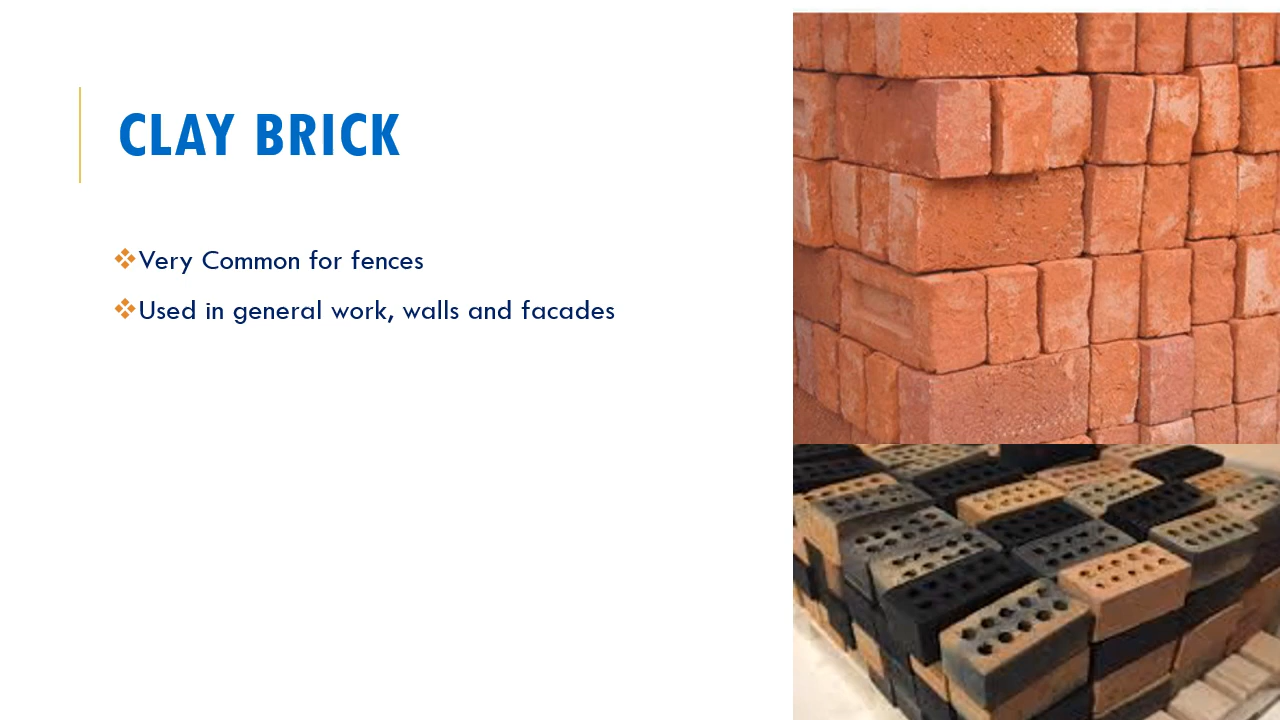 CLAY BRICK
Very Common for fences
Used in general work, walls and facades